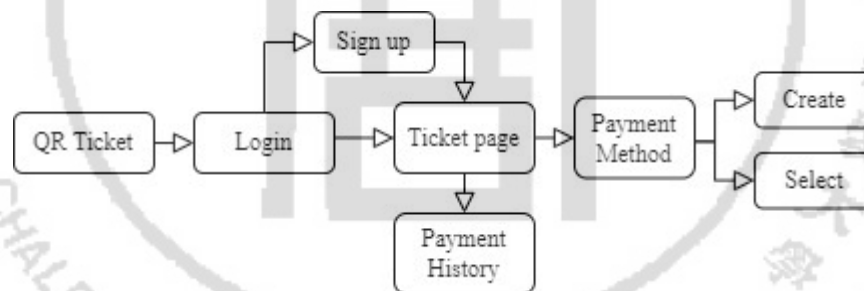 Sign up
QR Ticket
Login
Ticket page
Payment
Method
Create
Select
Payment
History